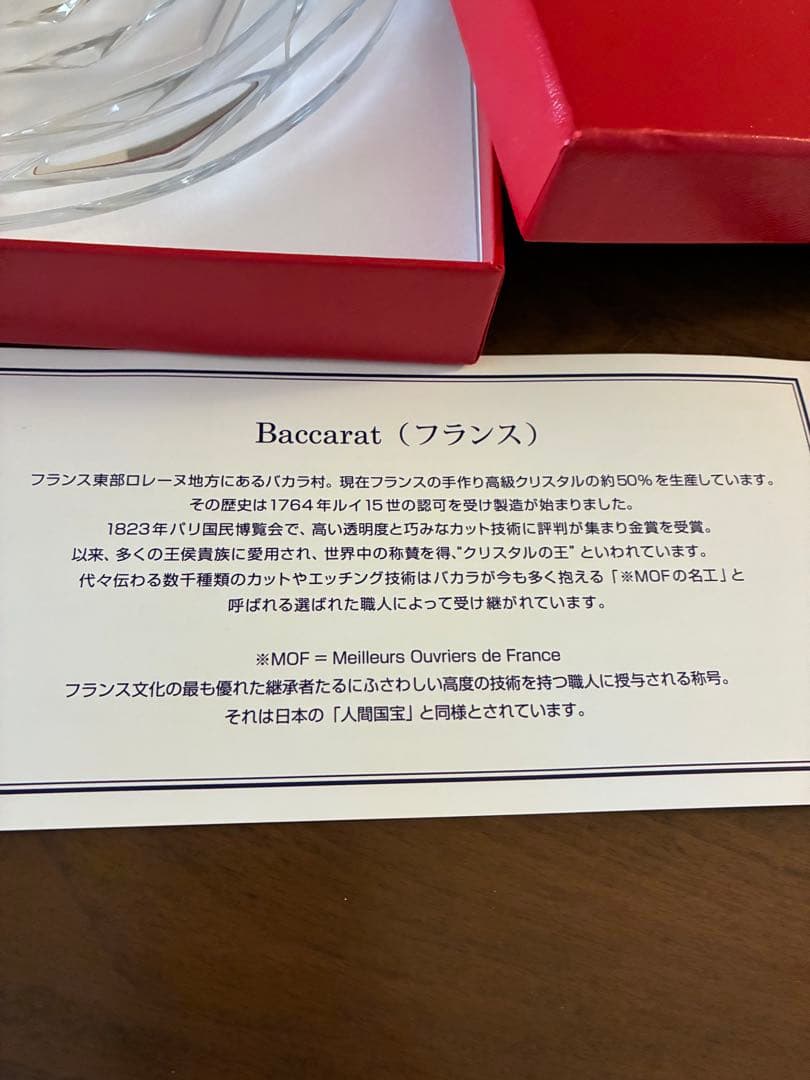 Baccarat（フランス）
フランス東部ロレーヌ地方にあるバカラ村。現在フランスの手作り高級クリスタルの約50％を生産しています。
その歴史は1764年ルイ15世の認可を受け製造が始まりました。
1823年パリ国民博覧会で、高い透明度と巧みなカット技術に評判が集まり金賞を受賞。
以来、多くの王侯貴族に愛用され、世界中の称賛を得、“クリスタルの王”といわれています。
代々伝わる数千種類のカットやエッチング技術はバカラが今も多く抱える「※MOFの名工」と
呼ばれる選ばれた職人によって受け継がれています。
※MOF = Meilleurs Ouvriers de France
フランス文化の最も優れた継承者たるにふさわしい高度の技術を持つ職人に授与される称号。
それは日本の「人間国宝」と同様とされています。